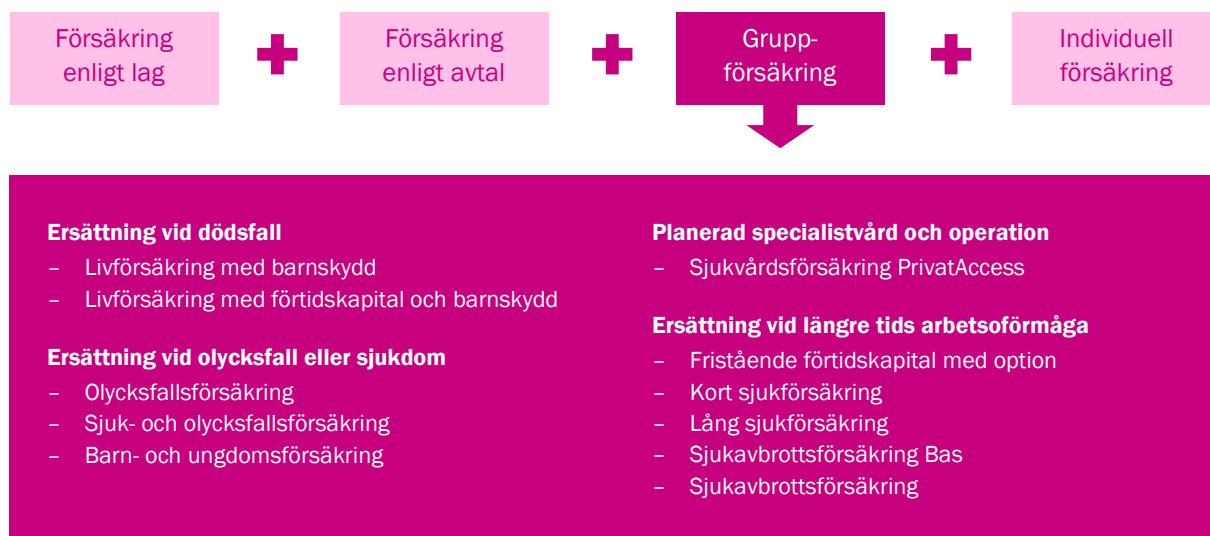 Försäkring
enligt lag
Försäkring
enligt avtal
Grupp-
försäkring
Individuell
försäkring
Ersättning vid dödsfall
– Livförsäkring med barnskydd
– Livförsäkring med förtidskapital och barnskydd
Ersättning vid olycksfall eller sjukdom
– Olycksfallsförsäkring
– Sjuk- och olycksfallsförsäkring
– Barn- och ungdomsförsäkring
Planerad specialistvård och operation
– Sjukvårdsförsäkring PrivatAccess
Ersättning vid längre tids arbetsoförmåga
– Fristående förtidskapital med option
– Kort sjukförsäkring
– Lång sjukförsäkring
– Sjukavbrottsförsäkring Bas
– Sjukavbrottsförsäkring